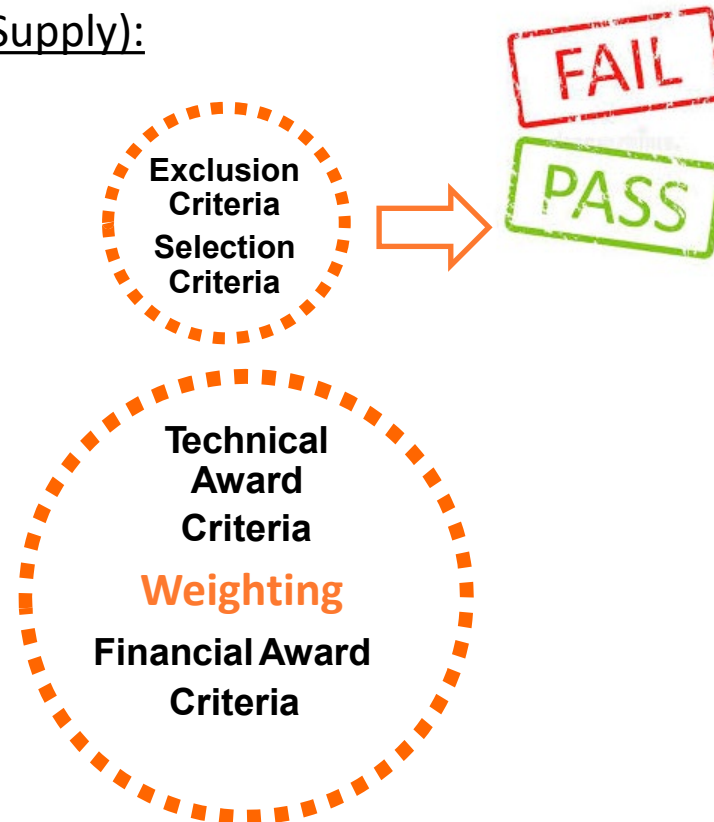 Supply):
FAIL
PASS
Exclusion
Criteria
Selection
Criteria
Technical
Award
Criteria
Weighting
Financial Award
Criteria